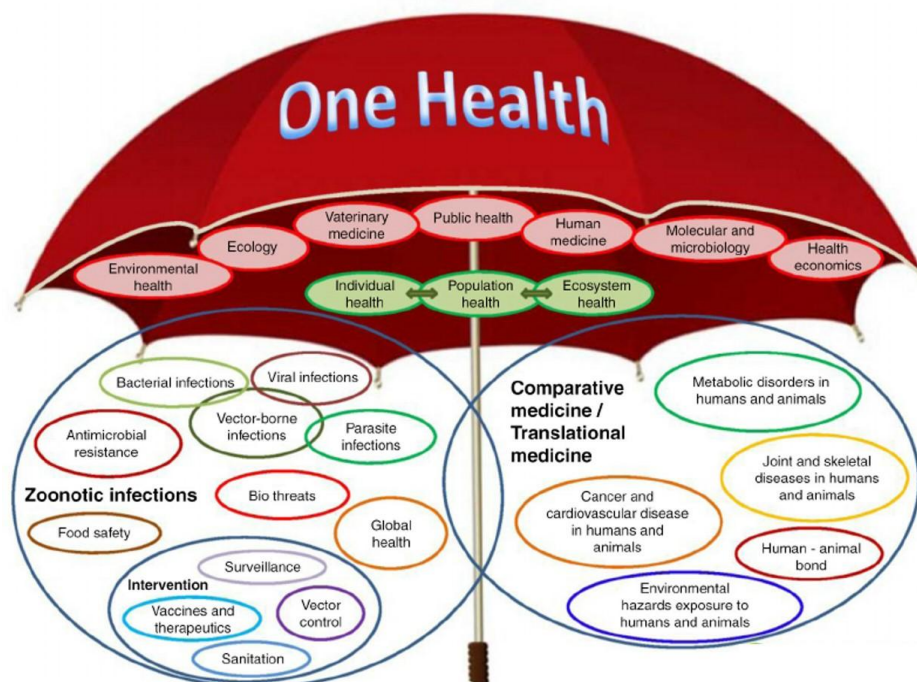 One Health
Environmental
health
Ecology
Vaterinary
medicine
Public health
Human
medicine
Molecular and
microbiology
Health
economics
Individual
health
Population
health
Ecosystem
health
Bacterial infections
Viral infections
Vector-borne
infections
Parasite
infections
Antimicrobial
resistance
Zoonotic infections
Bio threats
Food safety
Global
health
Surveillance
Intervention
Vaccines and
therapeutics
Vector
control
Sanitation
Comparative
medicine /
Translational
medicine
Metabolic disorders in
humans and animals
Joint and skeletal
diseases in humans
and animals
Cancer and
cardiovascular disease
in humans and
animals
Human - animal
bond
Environmental
hazards exposure to
humans and animals